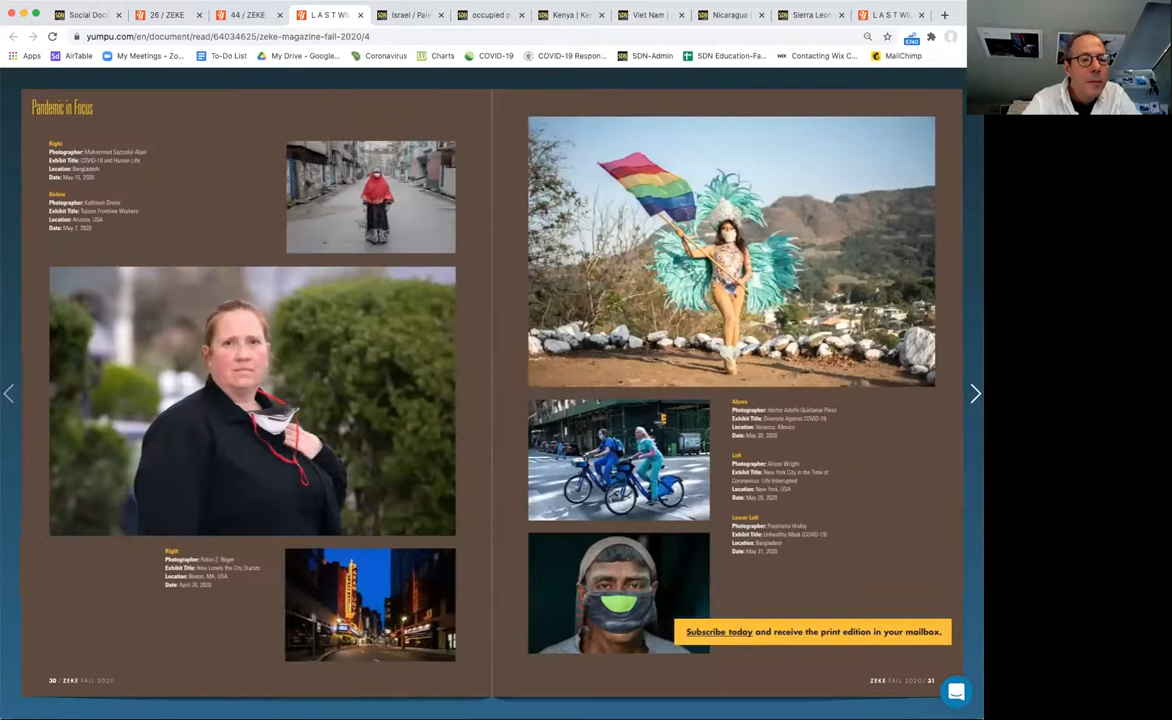 Social Docu
26 / ZEKE
44 / ZEKE
L A S T W I L
Israel / Pale
occupied p
Kenya | Ke
Viet Nam |
Nicaragua |
Sierra Leon
L A S T W I L
yumpu.com/en/document/read/64034625/zeke-magazine-fall-2020/4
Apps
AirTable
My Meetings - Zo...
To-Do List
My Drive - Google...
Coronavirus
Charts
COVID-19
COVID-19 Respon...
SDN-Admin
SDN Education-Fa...
Contacting Wix C...
MailChimp
Pandemic in Focus
Right
Photographer: Muhammad Sazzadul Alam
Exhibit Title: COVID-19 and Human Life
Location: Bangladesh
Date: May 15, 2020
Below
Photographer: Kathleen Dreier
Exhibit Title: Tucson Frontline Workers
Location: Arizona, USA
Date: May 7, 2020
Right
Photographer: Robin Z. Boger
Exhibit Title: How Lonely the City Stands
Location: Boston, MA, USA
Date: April 30, 2020
PARAMOUNT
30 / ZEKE FALL 2020
Above
Photographer: Héctor Adolfo Quintanar Perez
Exhibit Title: Diversity Against COVID-19
Location: Veracruz, Mexico
Date: May 30, 2020
Left
Photographer: Alison Wright
Exhibit Title: New York City in the Time of
Coronavirus: Life Interrupted
Location: New York, USA
Date: May 28, 2020
Lower Left
Photographer:
Exhibit Title: Unhealthy Mask (COVID-19)
Location: Bangladesh
Date: May 31, 2020
Subscribe today and receive the print edition in your mailbox.
ZEKE FALL 2020 / 31